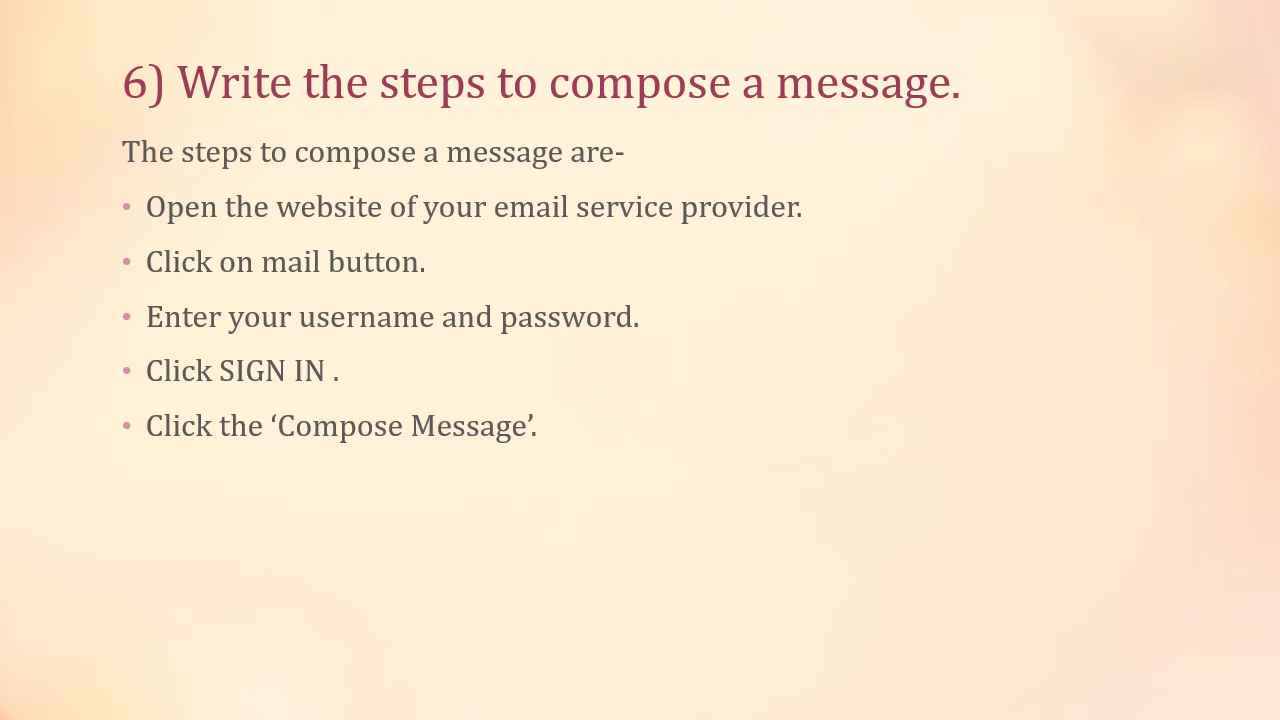 6) Write the steps to compose a message.
The steps to compose a message are-
• Open the website of your email service provider.
• Click on mail button.
• Enter your username and password.
• Click SIGN IN .
• Click the ‘Compose Message’.